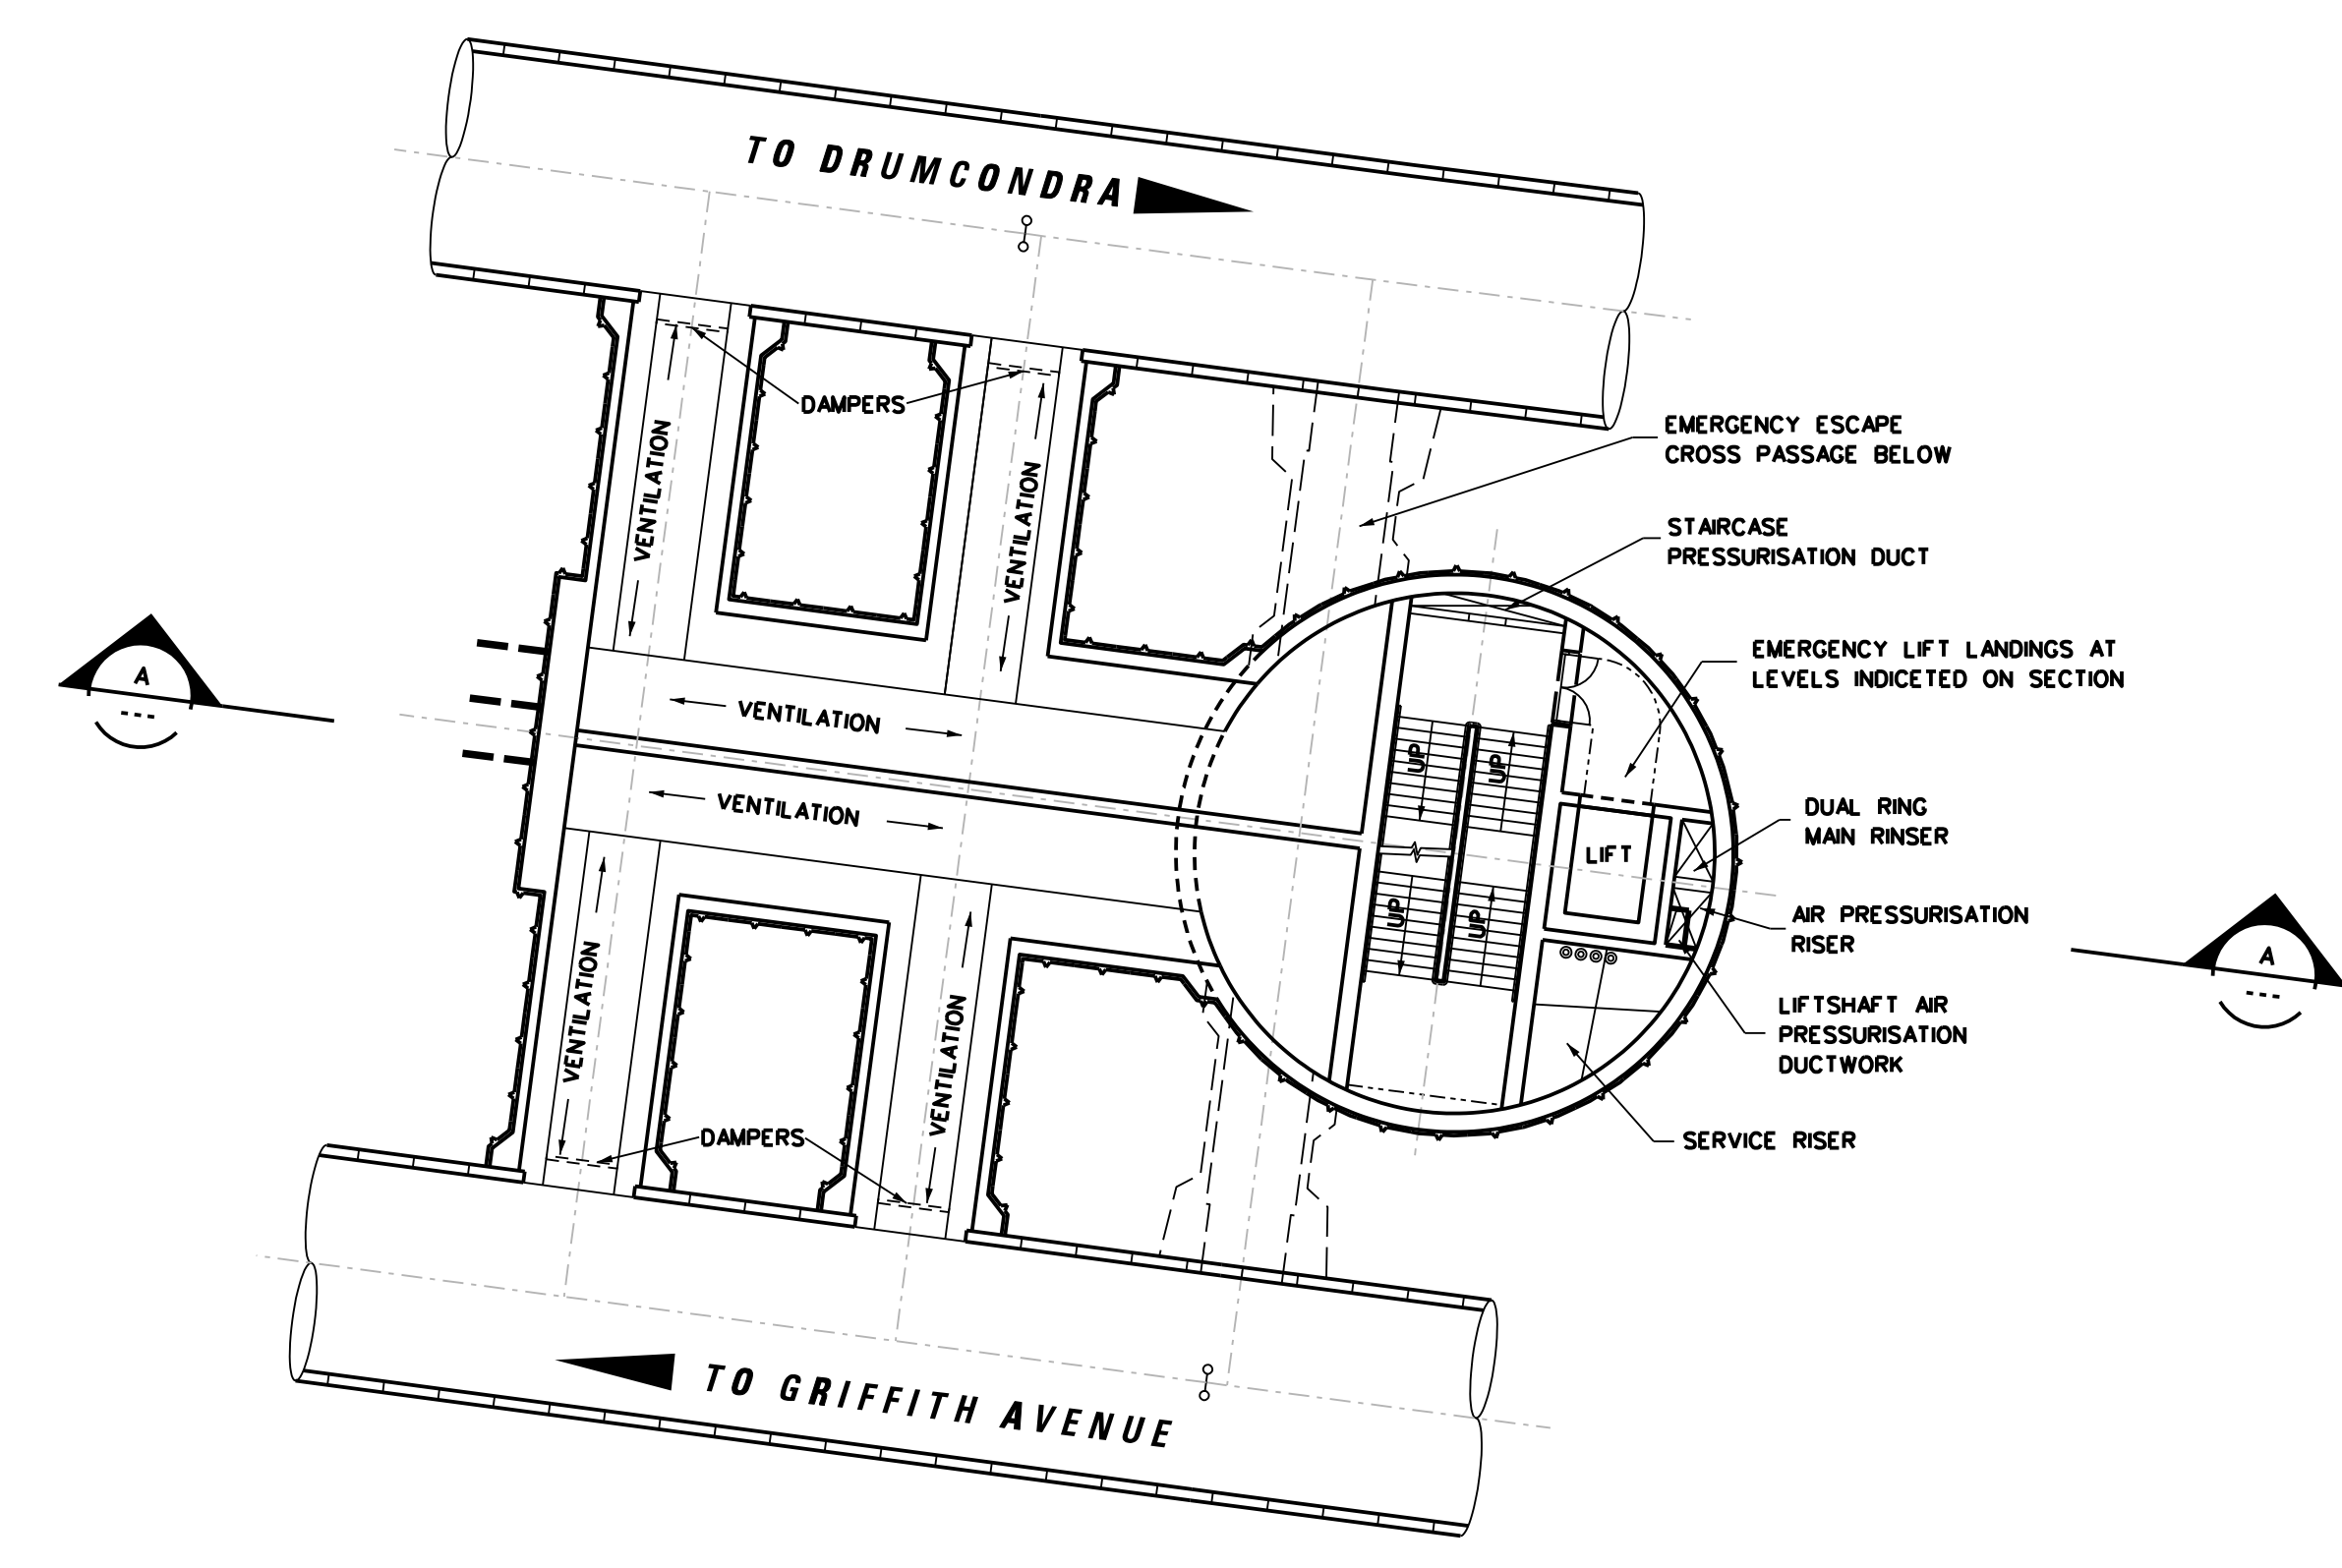 TO DRUMCONDRA
DAMPERS
VENTILATION
VENTILATION
EMERGENCY ESCAPE
CROSS PASSAGE BELOW
STAIRCASE
PRESSURISATION DUCT
EMERGENCY LIFT LANDINGS AT
LEVELS INDICETED ON SECTION
A
---
VENTILATION
VENTILATION
UP
UP
DUAL RING
MAIN RINSER
LIFT
UP
UP
AIR PRESSURISATION
RISER
A
---
VENTILATION
VENTILATION
LIFTSHAFT AIR
PRESSURISATION
DUCTWORK
DAMPERS
SERVICE RISER
TO GRIFFITH AVENUE